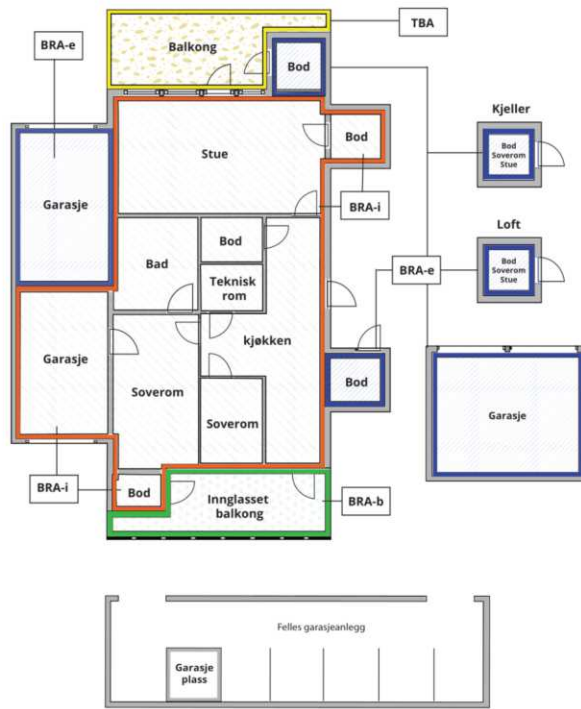 TBA
BRA-e
Balkong
Bod
Kjeller
Bod
Soverom
Stue
Stue
Bod
Garasje
BRA-i
Loft
Bod
Soverom
Stue
Bad
Bod
Teknisk
rom
BRA-e
kjøkken
Garasje
Soverom
Soverom
Bod
Garasje
BRA-i
Bod
Innglasset
balkong
BRA-b
Felles garasjeanlegg
Garasje
plass